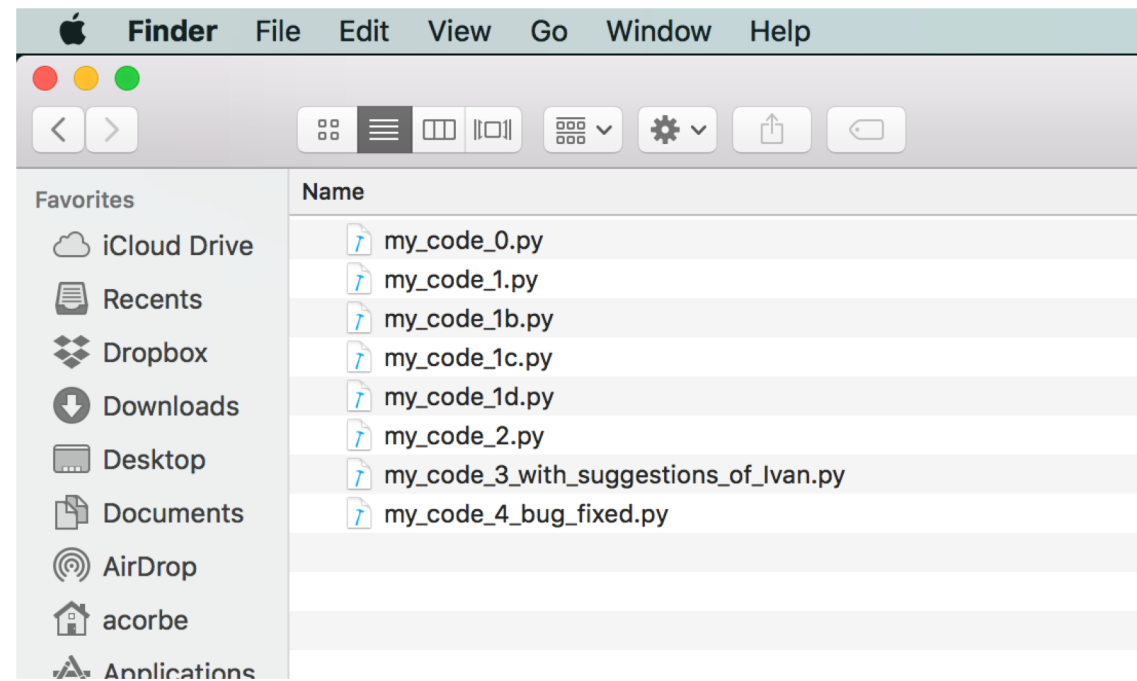 Finder File Edit View Go Window Help
Favorites
iCloud Drive
Recents
Dropbox
Downloads
Desktop
Documents
AirDrop
acorbe
Applications
Name
my_code_0.py
my_code_1.py
my_code_1b.py
my_code_1c.py
my_code_1d.py
my_code_2.py
my_code_3_with_suggestions_of_Ivan.py
my_code_4_bug_fixed.py